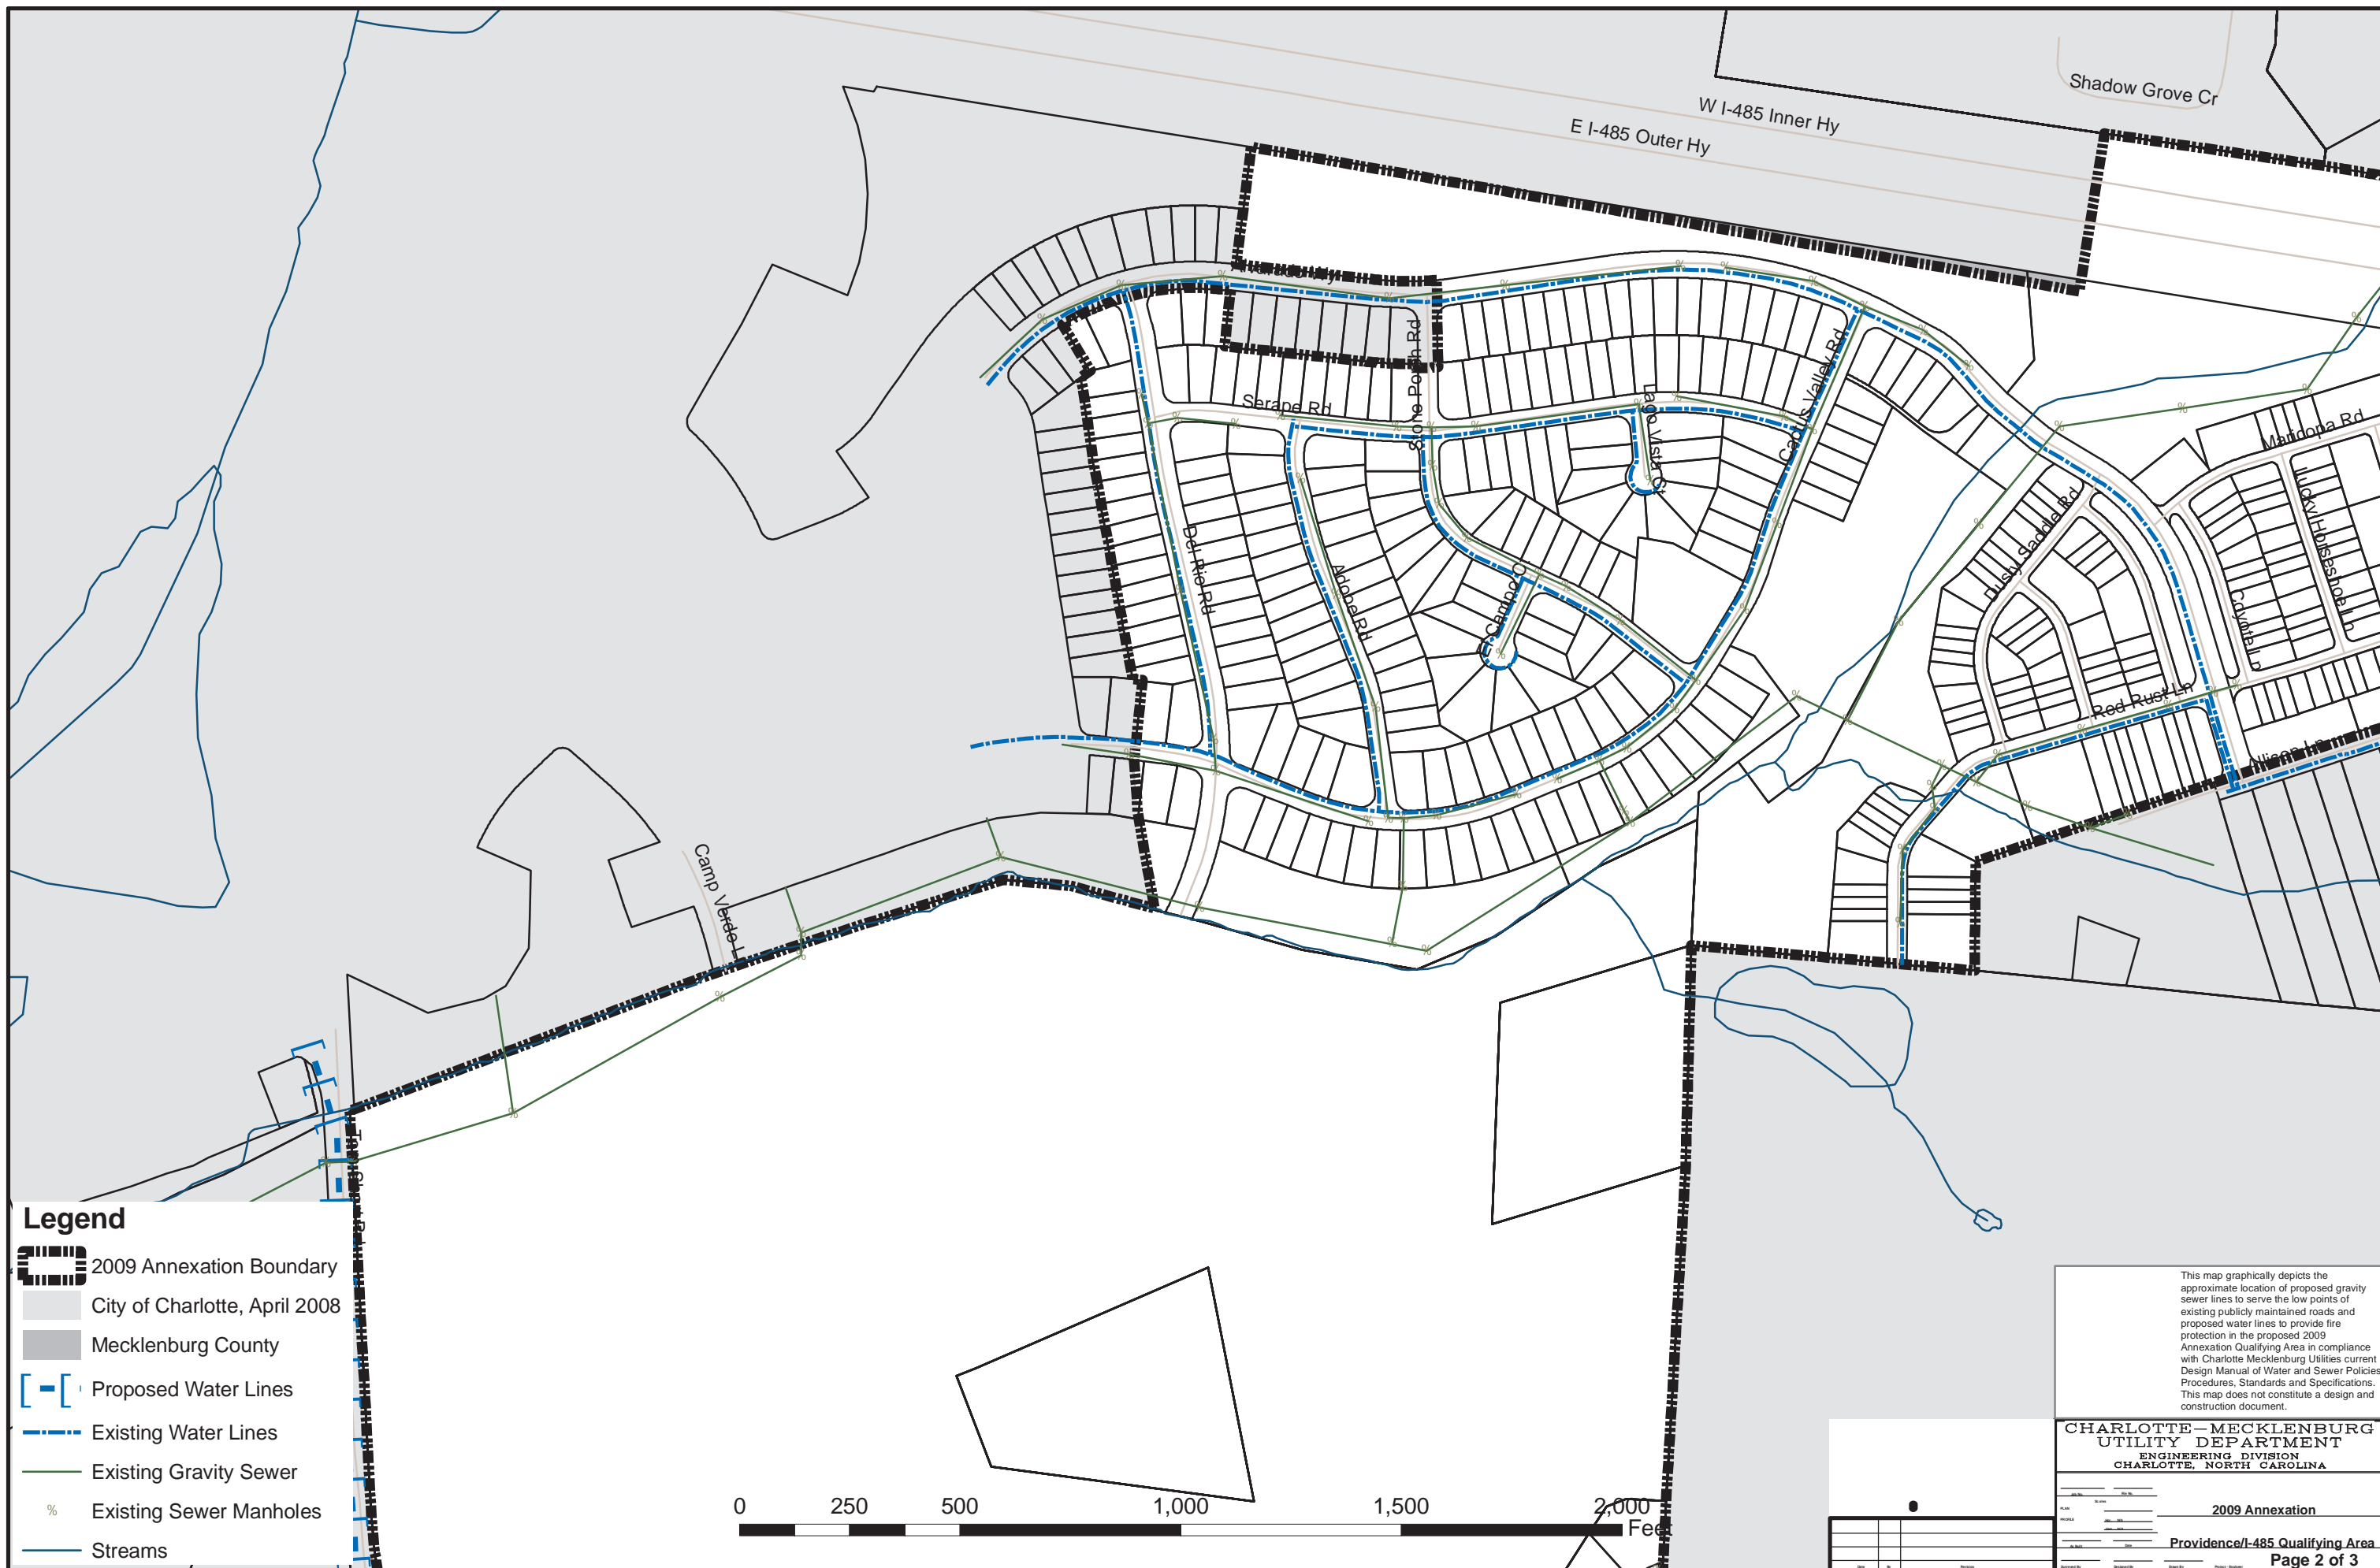 Shadow Grove Cr
W I-485 Inner Hy
E I-485 Outer Hy
Serape Rd
Stone Porch Rd
Lago Vista Ct
Cactus Valley Rd
Maricopa Rd
Lucky Horseshoe Ln
Dusty Saddle Rd
Coyote Ln
Del Rio Rd
Adobe Rd
El Campo C
Red Rust Ln
Allison Ln
Camp Verde L
Legend
2009 Annexation Boundary
City of Charlotte, April 2008
Mecklenburg County
Proposed Water Lines
Existing Water Lines
Existing Gravity Sewer
% Existing Sewer Manholes
Streams
0 250 500 1,000 1,500 2,000
Feet
This map graphically depicts the
approximate location of proposed gravity
sewer lines to serve the low points of
existing publicly maintained roads and
proposed water lines to provide fire
protection in the proposed 2009
Annexation Qualifying Area in compliance
with Charlotte Mecklenburg Utilities current
Design Manual of Water and Sewer Policies
Procedures, Standards and Specifications.
This map does not constitute a design and
construction document.
CHARLOTTE-MECKLENBURG
UTILITY DEPARTMENT
ENGINEERING DIVISION
CHARLOTTE, NORTH CAROLINA
2009 Annexation
Providence/I-485 Qualifying Area
Page 2 of 3